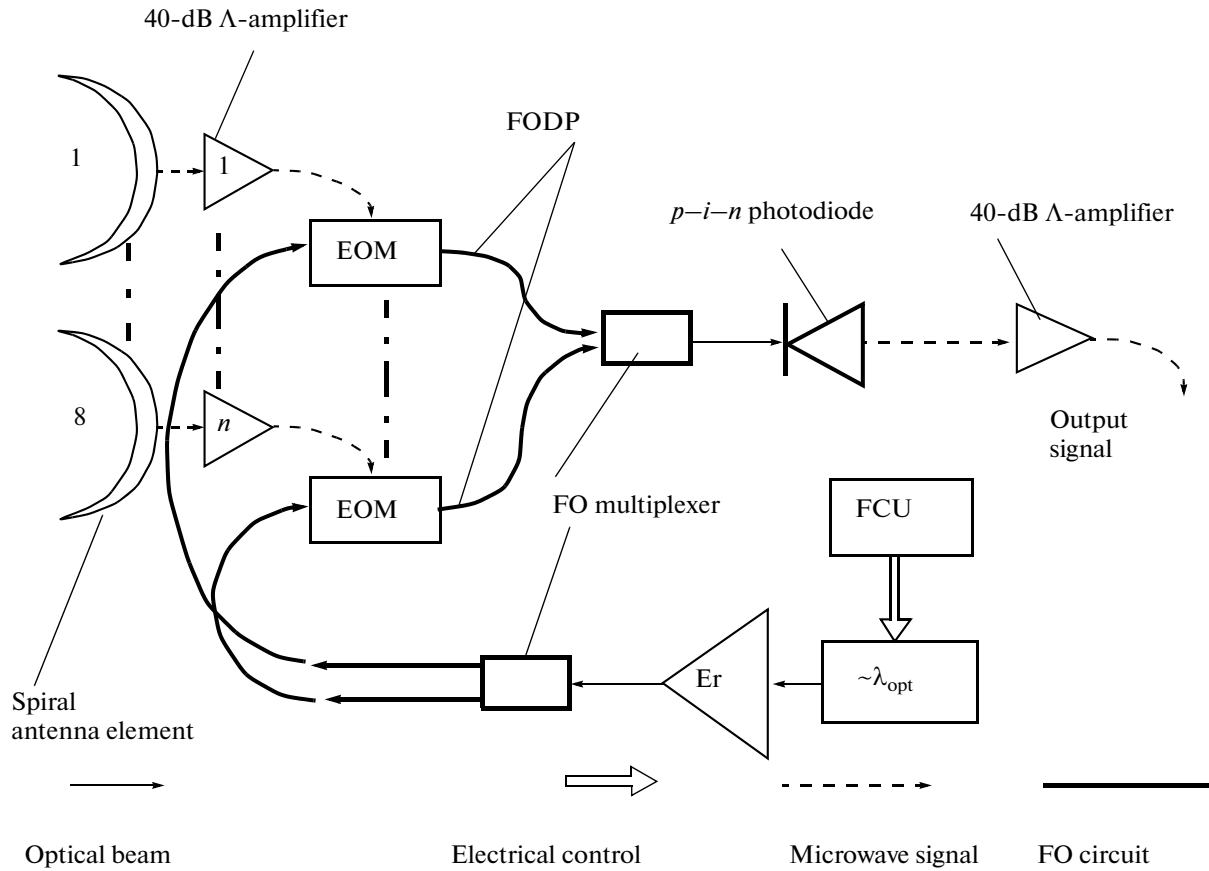 40-dB Λ-amplifier
1
1
FODP
EOM
p–i–n photodiode
40-dB Λ-amplifier
8
n
EOM
Output
signal
FO multiplexer
FCU
Er
~λopt
Spiral
antenna element
Optical beam
Electrical control
Microwave signal
FO circuit